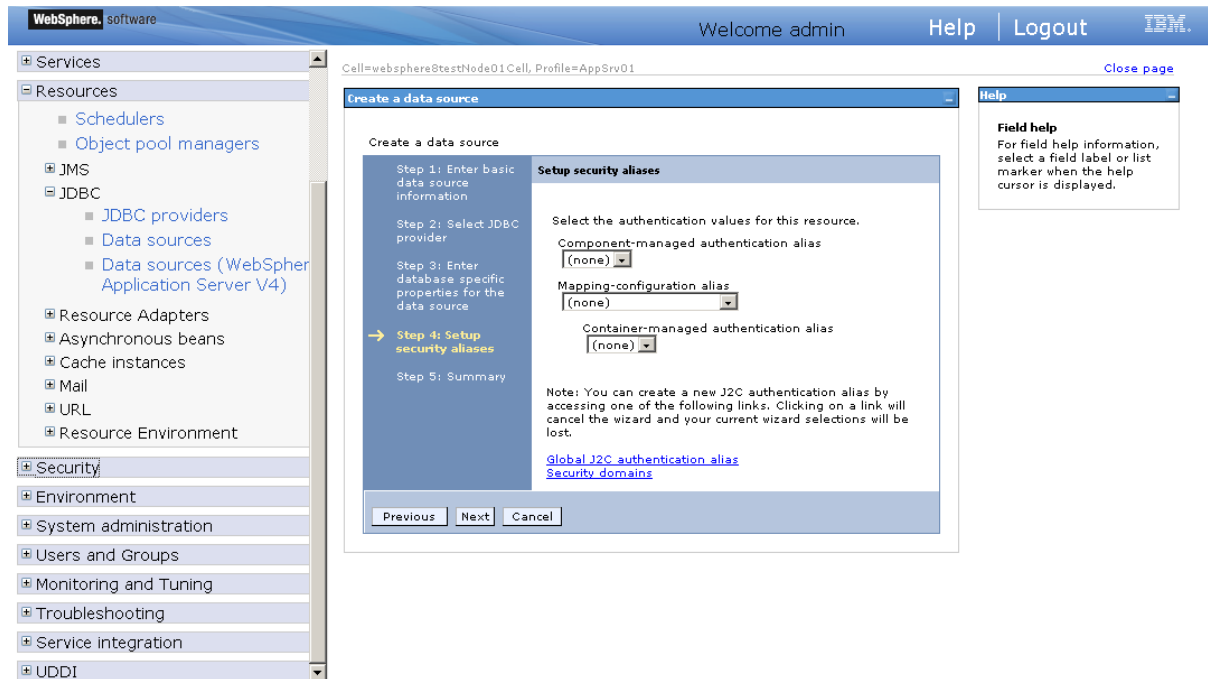 WebSphere. software
Welcome admin
Help
Logout
IBM.
Services
Resources
Schedulers
Object pool managers
JMS
JDBC
JDBC providers
Data sources
Data sources (WebSpher
Application Server V4)
Resource Adapters
Asynchronous beans
Cache instances
Mail
URL
Resource Environment
Security
Environment
System administration
Users and Groups
Monitoring and Tuning
Troubleshooting
Service integration
UDDI
Cell=websphere8testNode01Cell, Profile=AppSrv01
Close page
Create a data source
Create a data source
Step 1: Enter basic
data source
information
Step 2: Select JDBC
provider
Step 3: Enter
database specific
properties for the
data source
Step 4: Setup
security aliases
Step 5: Summary
Setup security aliases
Select the authentication values for this resource.
Component-managed authentication alias
(none)
Mapping-configuration alias
(none)
Container-managed authentication alias
(none)
Note: You can create a new J2C authentication alias by
accessing one of the following links. Clicking on a link will
cancel the wizard and your current wizard selections will be
lost.
Global J2C authentication alias
Security domains
Previous
Next
Cancel
Help
Field help
For field help information,
select a field label or list
marker when the help
cursor is displayed.